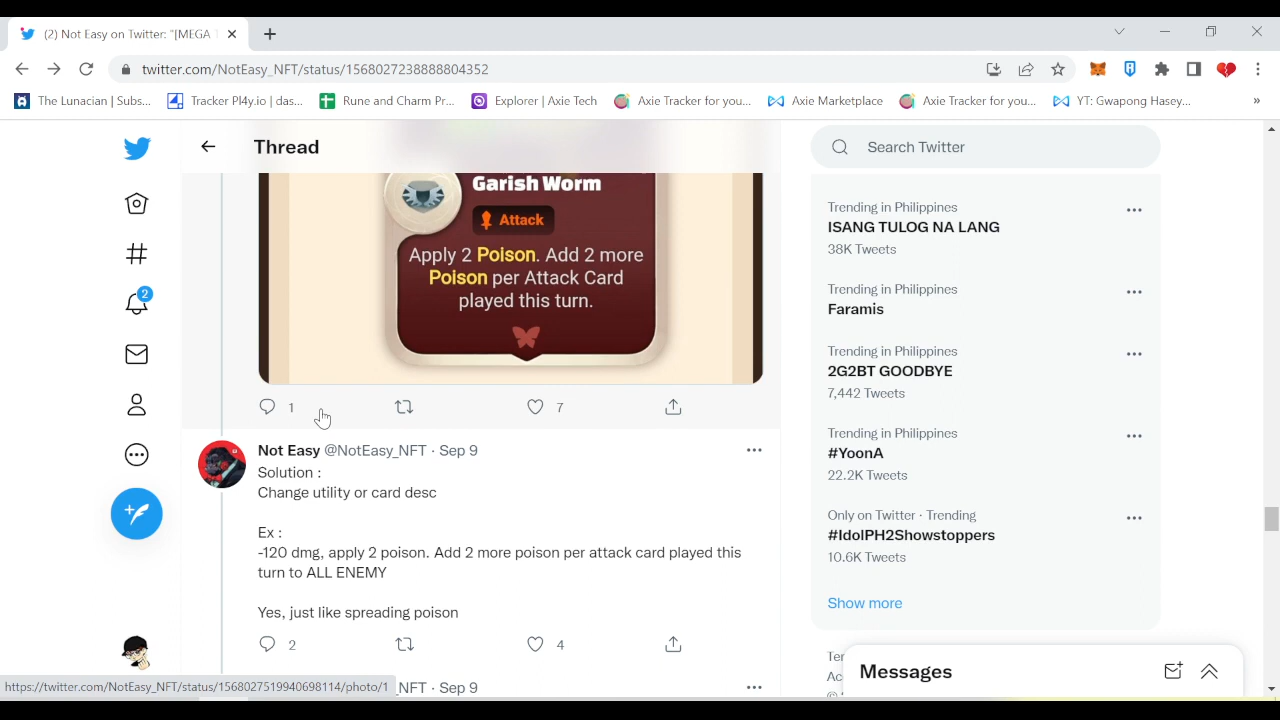 (2) Not Easy on Twitter: "[MEGA
twitter.com/NotEasy_NFT/status/1568027238888804352
The Lunacian | Subs...
Tracker Pl4y.io | das...
Rune and Charm Pr...
Explorer | Axie Tech
Axie Tracker for you...
Axie Marketplace
Axie Tracker for you...
YT: Gwapong Hasey...
»
Thread
Garish Worm
Attack
Apply 2 Poison. Add 2 more
Poison per Attack Card
played this turn.
1
7
Not Easy @NotEasy_NFT · Sep 9
Solution :
Change utility or card desc
Ex :
-120 dmg, apply 2 poison. Add 2 more poison per attack card played this
turn to ALL ENEMY
Yes, just like spreading poison
2
4
_NFT · Sep 9
2
https://twitter.com/NotEasy_NFT/status/1568027519940698114/photo/1
Search Twitter
Trending in Philippines
ISANG TULOG NA LANG
38K Tweets
Trending in Philippines
Faramis
Trending in Philippines
2G2BT GOODBYE
7,442 Tweets
Trending in Philippines
#YoonA
22.2K Tweets
Only on Twitter · Trending
#IdolPH2Showstoppers
10.6K Tweets
Show more
Messages